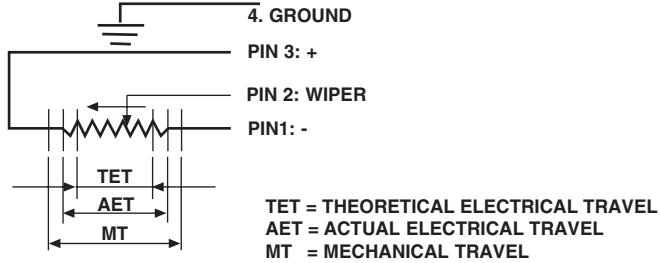 4. GROUND
PIN 3: +
PIN 2: WIPER
PIN1: -
TET
AET
MT
TET = THEORETICAL ELECTRICAL TRAVEL
AET = ACTUAL ELECTRICAL TRAVEL
MT = MECHANICAL TRAVEL